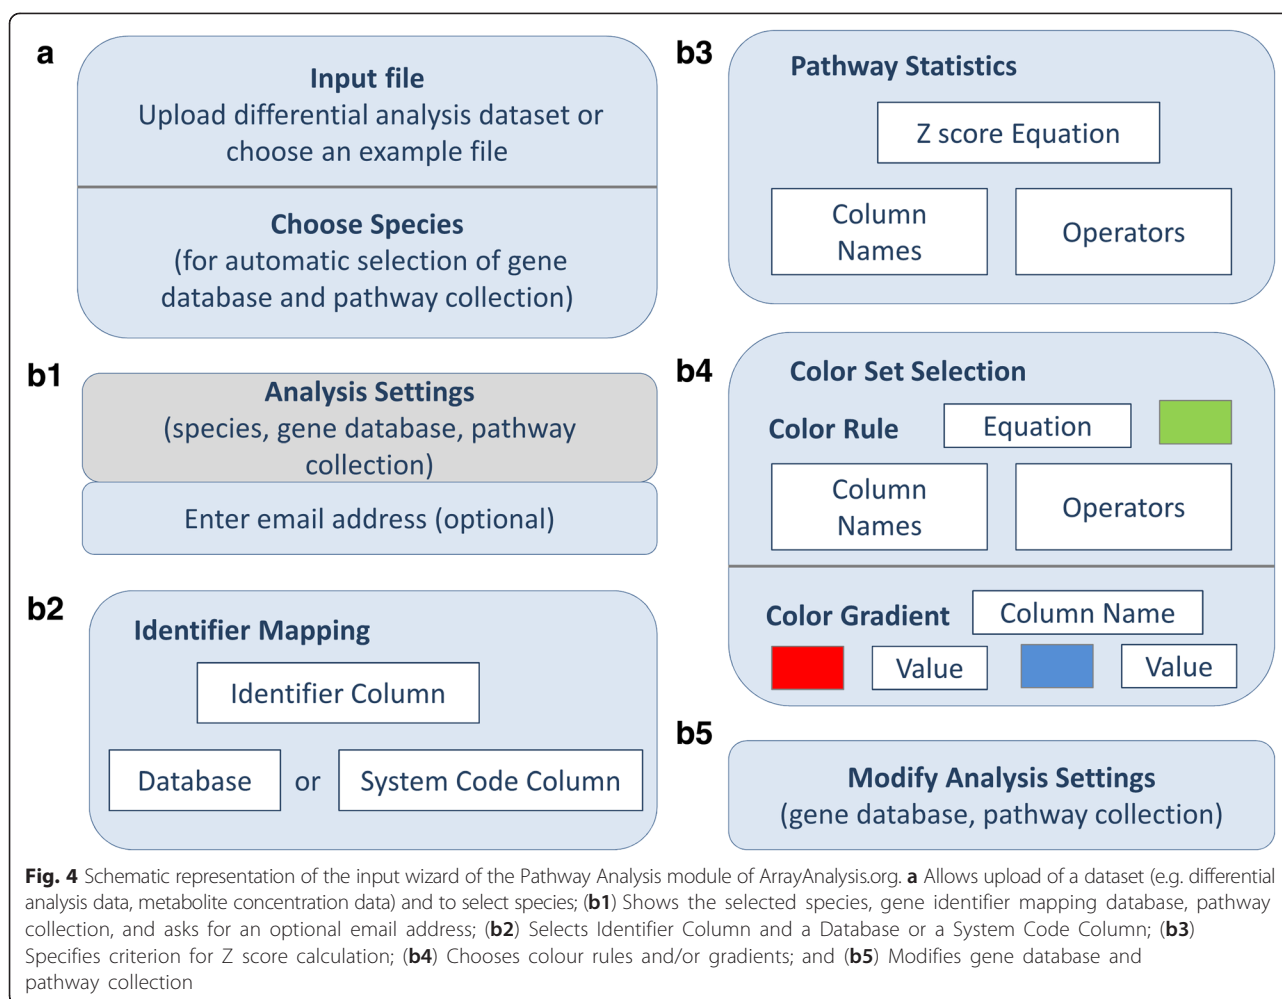 a
Input file
Upload differential analysis dataset or
choose an example file
Choose Species
(for automatic selection of gene
database and pathway collection)
b1
Analysis Settings
(species, gene database, pathway
collection)
Enter email address (optional)
b2
Identifier Mapping
Identifier Column
Database or System Code Column
b3
Pathway Statistics
Z score Equation
Column
Names
Operators
b4
Color Set Selection
Color Rule Equation
Column
Names
Operators
Color Gradient Column Name
Value Value
b5
Modify Analysis Settings
(gene database, pathway collection)
Fig. 4 Schematic representation of the input wizard of the Pathway Analysis module of ArrayAnalysis.org. a Allows upload of a dataset (e.g. differential
analysis data, metabolite concentration data) and to select species; (b1) Shows the selected species, gene identifier mapping database, pathway
collection, and asks for an optional email address; (b2) Selects Identifier Column and a Database or a System Code Column; (b3)
Specifies criterion for Z score calculation; (b4) Chooses colour rules and/or gradients; and (b5) Modifies gene database and
pathway collection